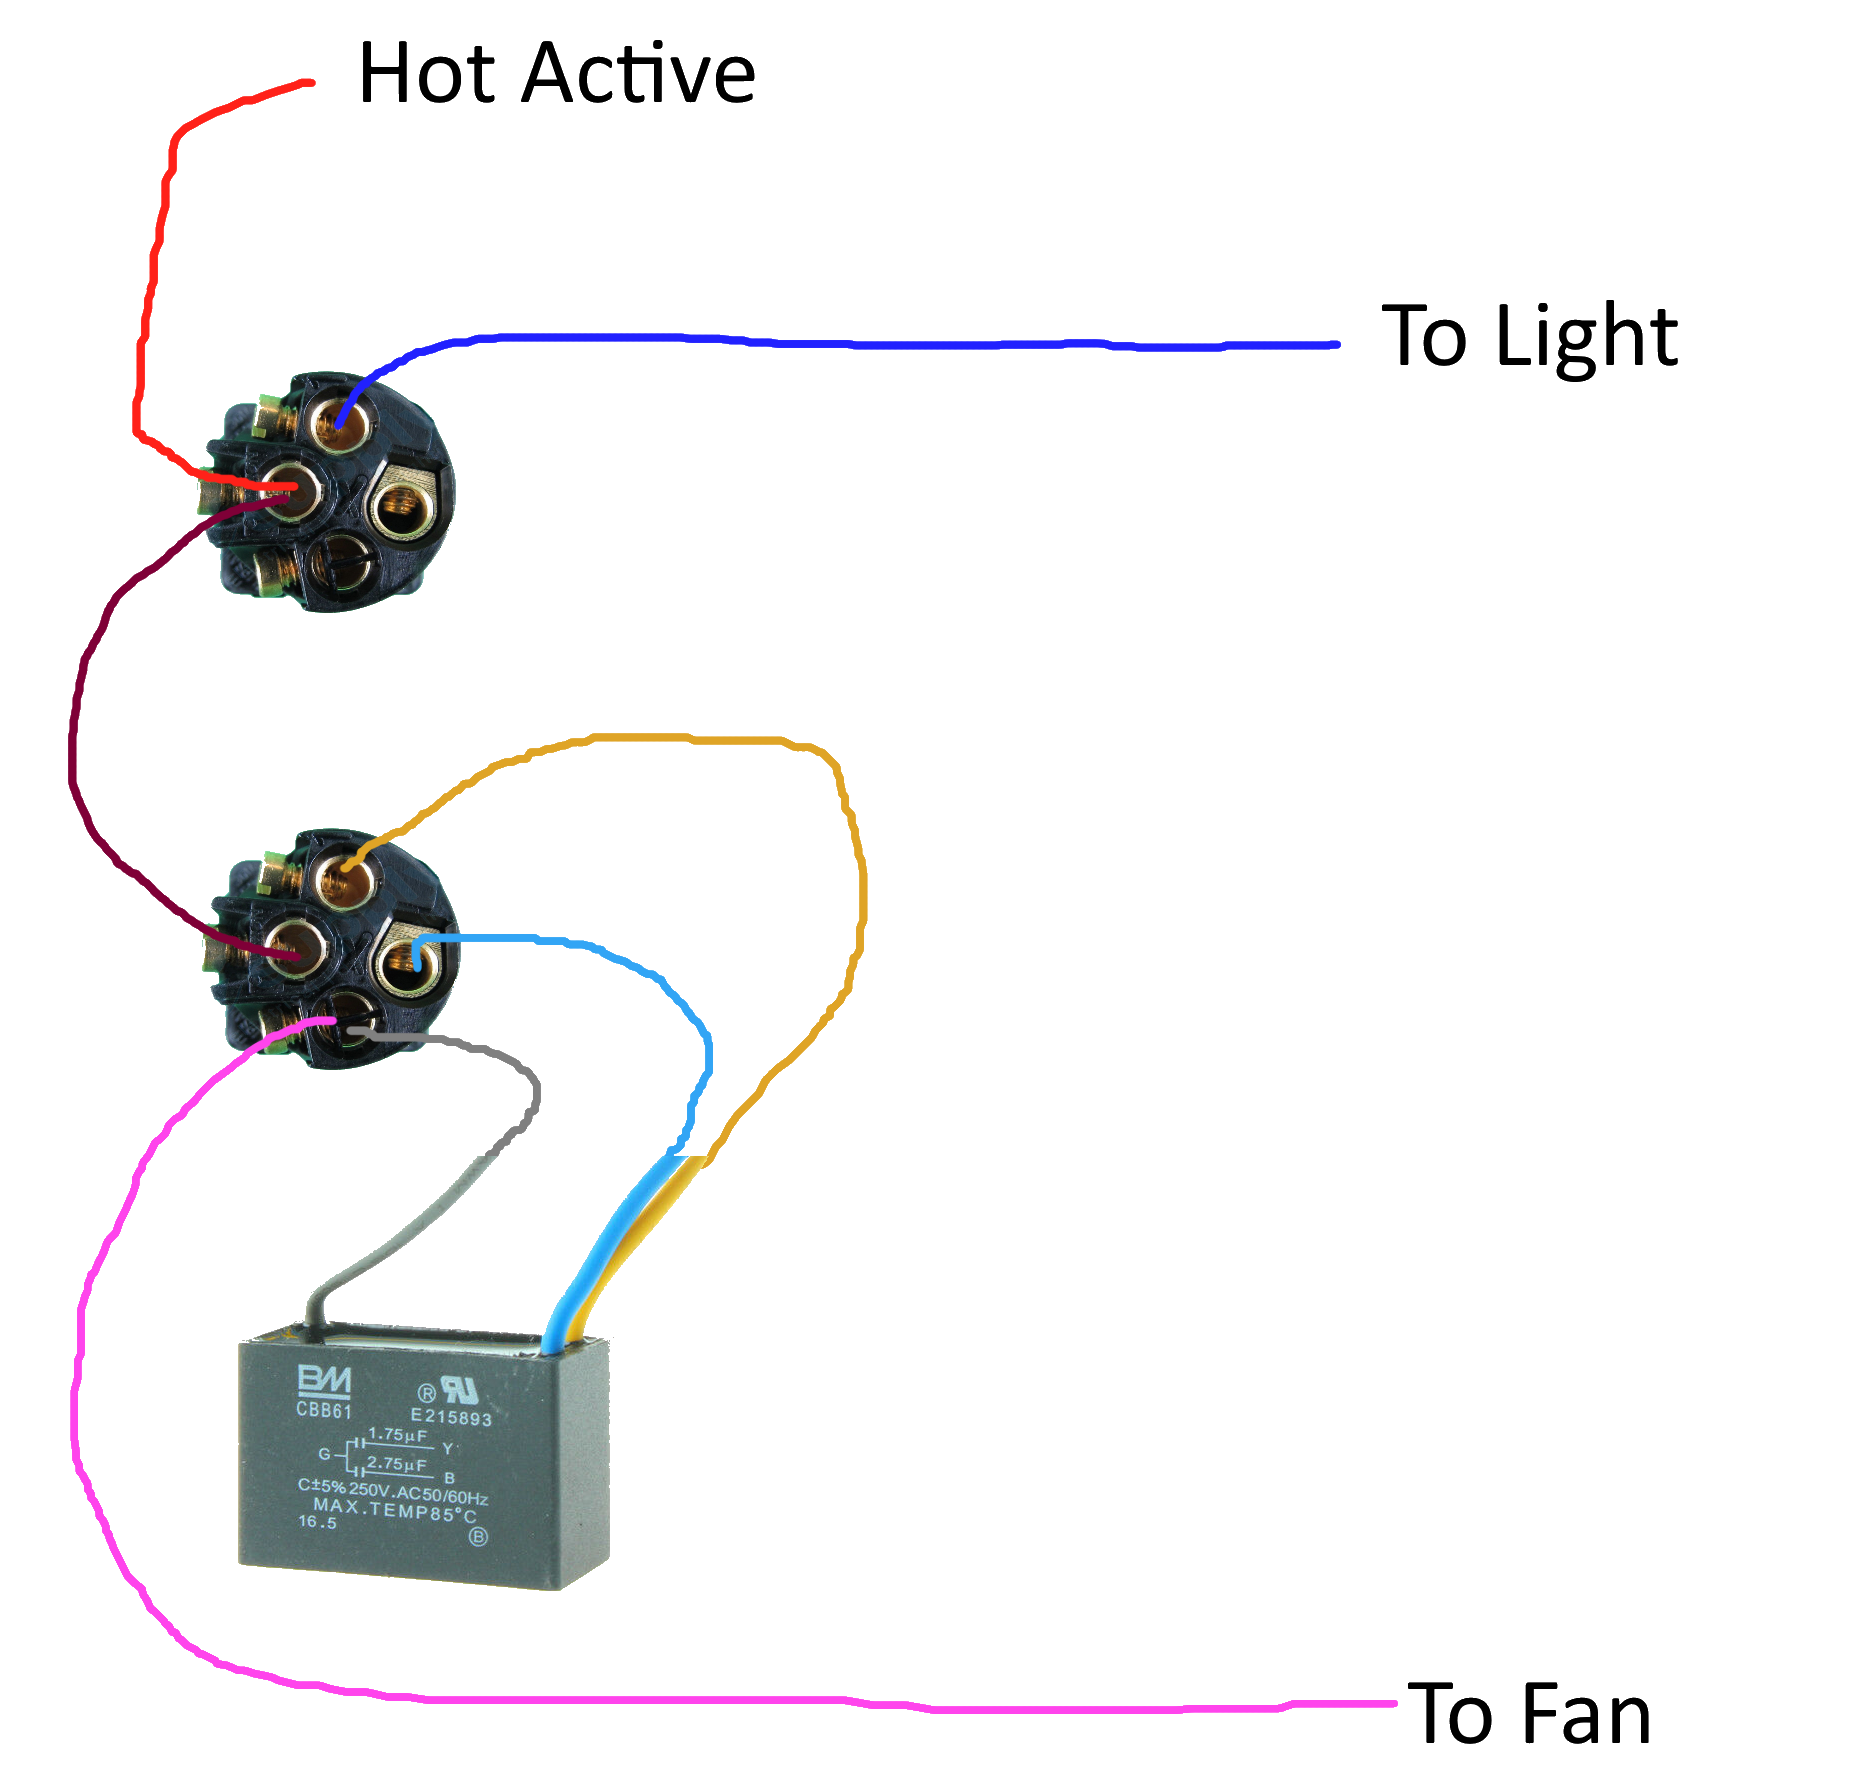 Hot Active
To Light
BM
CBB61
® RU
E215893
1.75µF Y
G
2.75µF B
C±5% 250V.AC50/60Hz
MAX.TEMP85°C
16.5
Ⓑ
To Fan